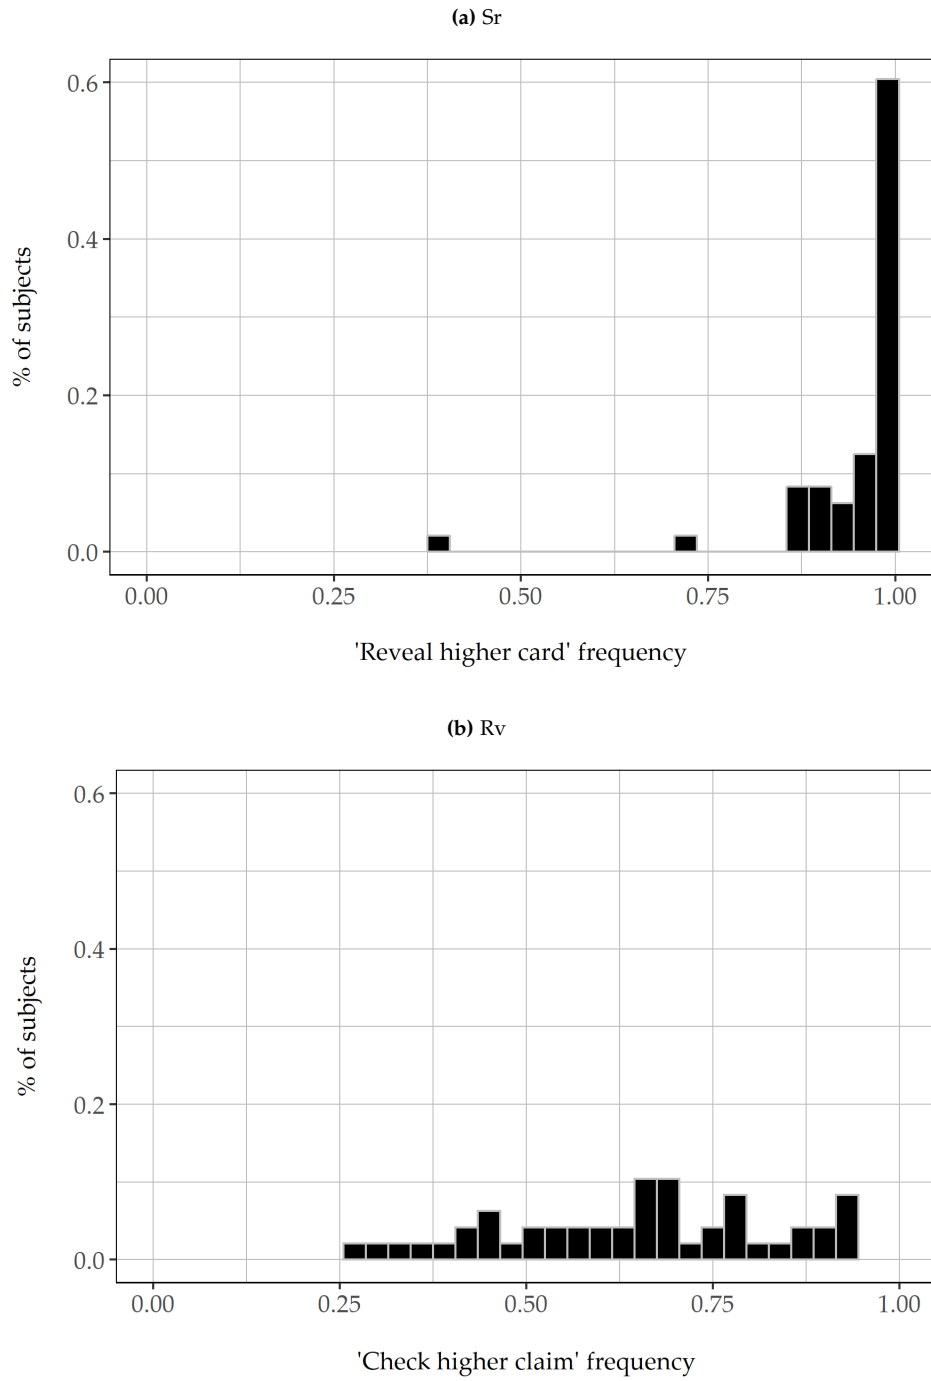 (a) Sr
0.6
0.4
0.2
0.0
% of subjects
0.00 0.25 0.50 0.75 1.00
'Reveal higher card' frequency
(b) Rv
0.6
0.4
0.2
0.0
% of subjects
0.00 0.25 0.50 0.75 1.00
'Check higher claim' frequency